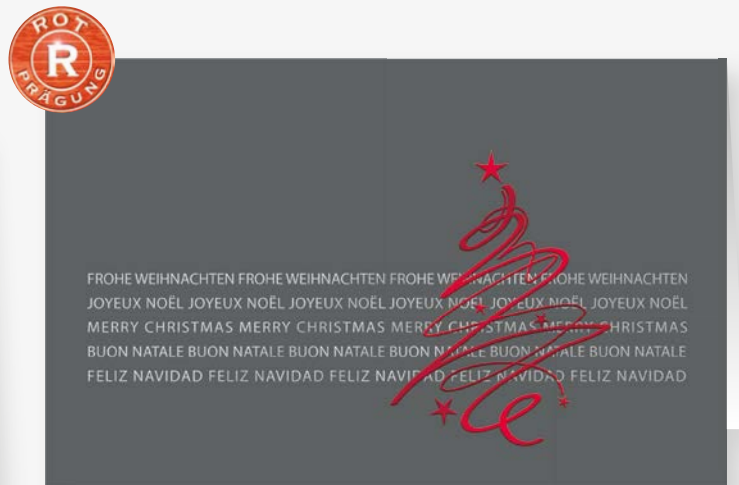 ROT
R
PRÄGUNG
FROHE WEIHNACHTEN FROHE WEIHNACHTEN FROHE WEIHNACHTEN FROHE WEIHNACHTEN
JOYEUX NOËL JOYEUX NOËL JOYEUX NOËL JOYEUX NOËL JOYEUX NOËL JOYEUX NOËL
MERRY CHRISTMAS MERRY CHRISTMAS MERRY CHRISTMAS MERRY CHRISTMAS
BUON NATALE BUON NATALE BUON NATALE BUON NATALE BUON NATALE BUON NATALE
FELIZ NAVIDAD FELIZ NAVIDAD FELIZ NAVIDAD FELIZ NAVIDAD FELIZ NAVIDAD